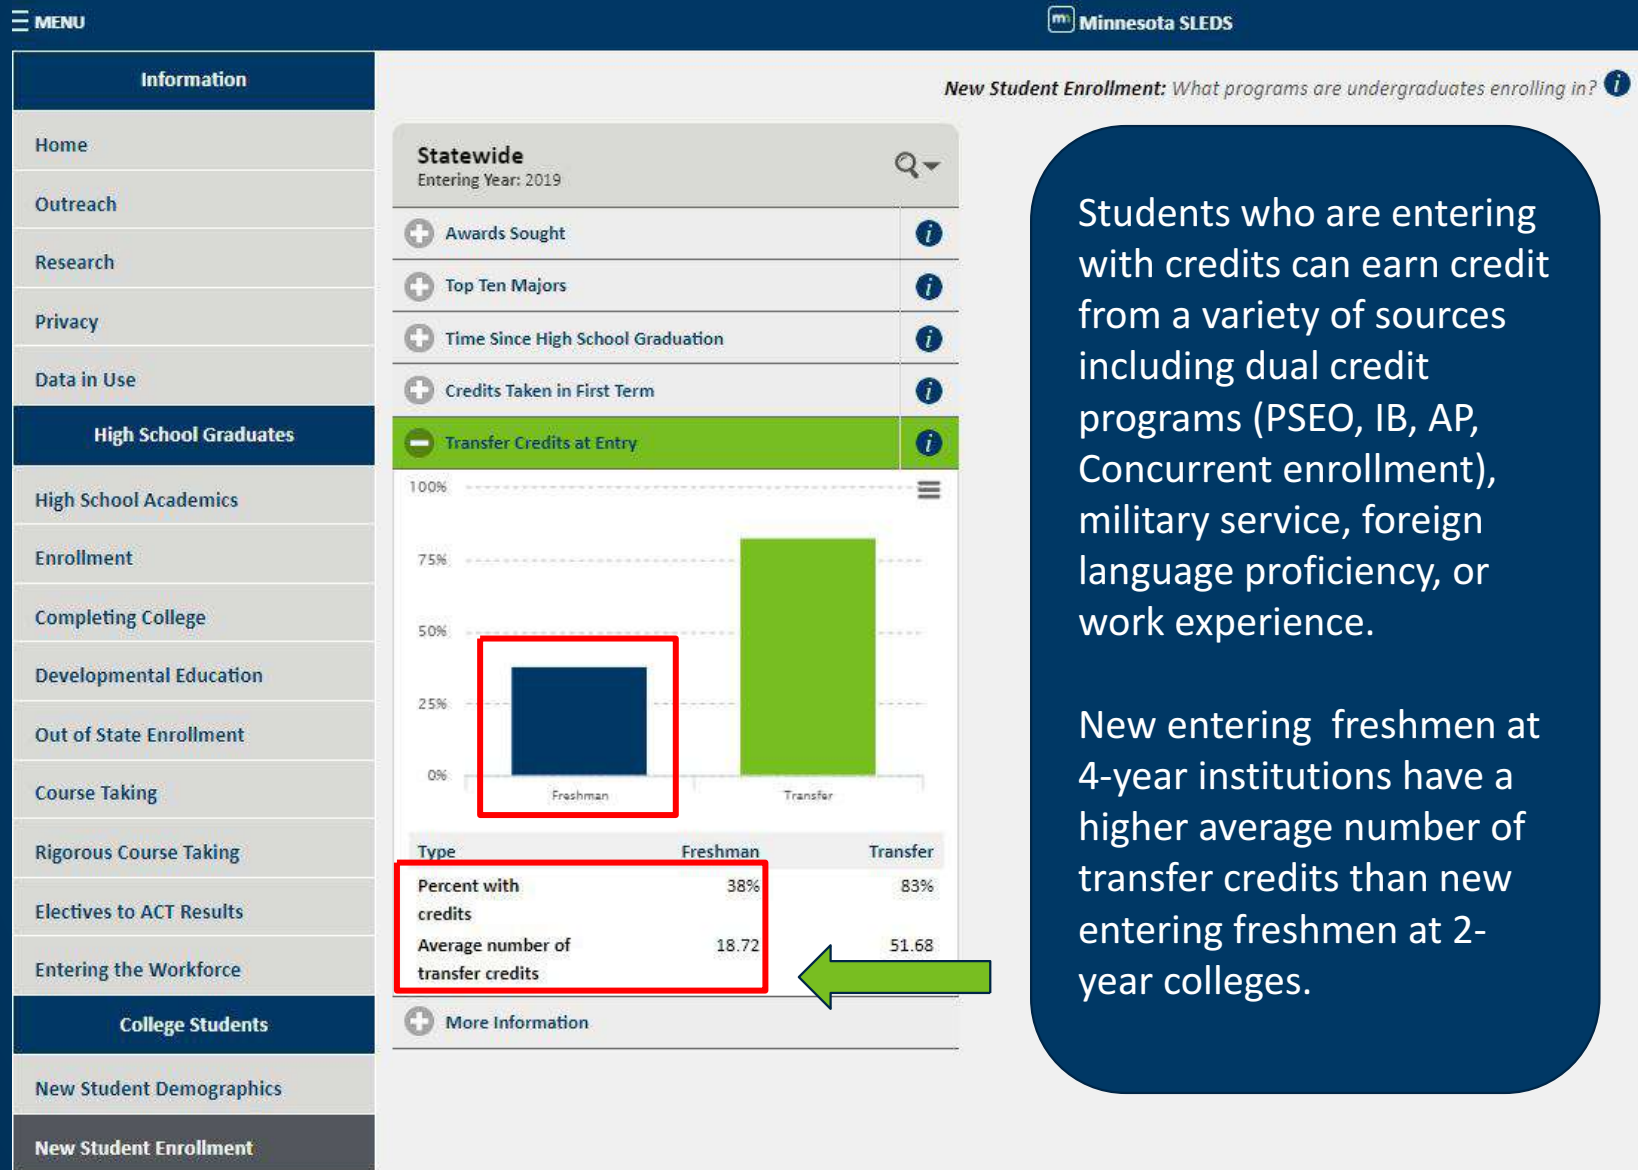 MENU
Minnesota SLEDS
Information
Home
Outreach
Research
Privacy
Data in Use
High School Graduates
High School Academics
Enrollment
Completing College
Developmental Education
Out of State Enrollment
Course Taking
Rigorous Course Taking
Electives to ACT Results
Entering the Workforce
College Students
New Student Demographics
New Student Enrollment
New Student Enrollment: What programs are undergraduates enrolling in? i
Statewide
Entering Year: 2019
Awards Sought i
Top Ten Majors i
Time Since High School Graduation i
Credits Taken in First Term i
Transfer Credits at Entry i
100%
75%
50%
25%
0%
Freshman Transfer
Type Freshman Transfer
Percent with 38% 83%
credits
Average number of 18.72 51.68
transfer credits
More Information
Students who are entering
with credits can earn credit
from a variety of sources
including dual credit
programs (PSEO, IB, AP,
Concurrent enrollment),
military service, foreign
language proficiency, or
work experience.
New entering  freshmen at
4-year institutions have a
higher average number of
transfer credits than new
entering freshmen at 2-
year colleges.